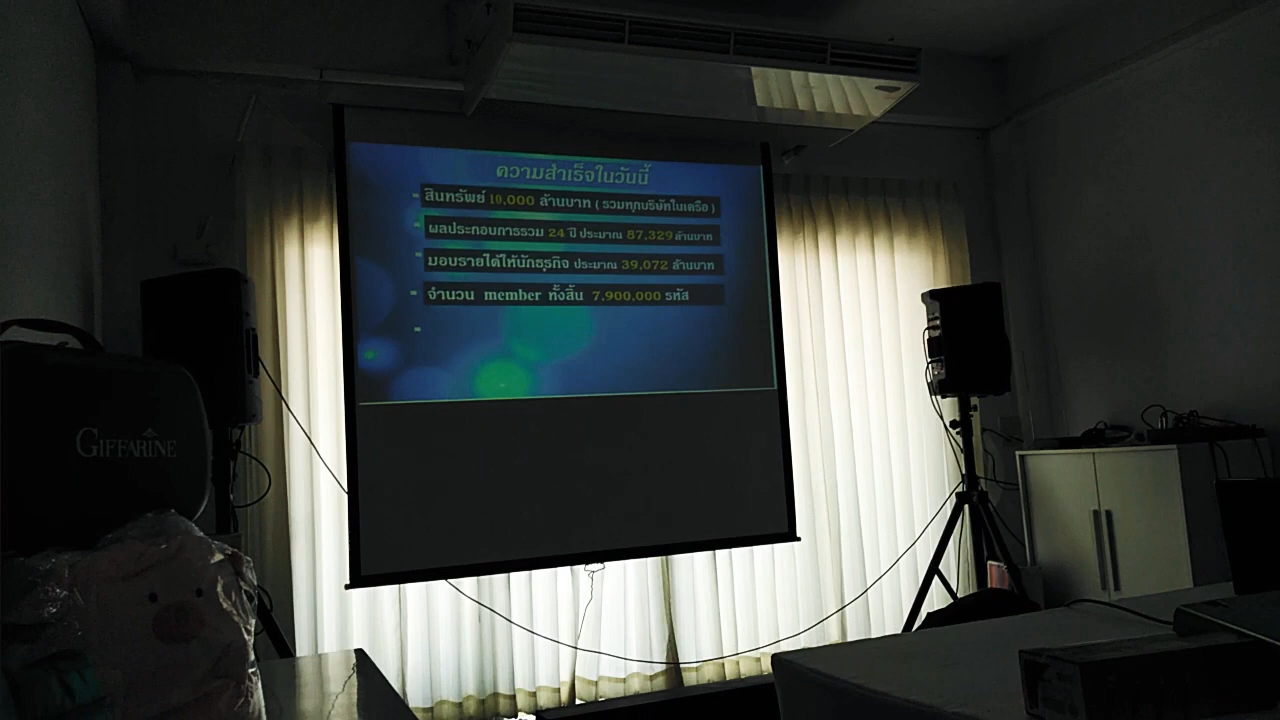 ความสำเร็จในวันนี้
สินทรัพย์ 10,000 ล้านบาท ( รวมทุกบริษัทในเครือ )
ผลประกอบการรวม 24 ปี ประมาณ 87,329 ล้านบาท
มอบรายได้ให้นักธุรกิจ ประมาณ 39,072 ล้านบาท
จำนวน member ทั้งสิ้น 7,900,000 รหัส
GIFFARINE